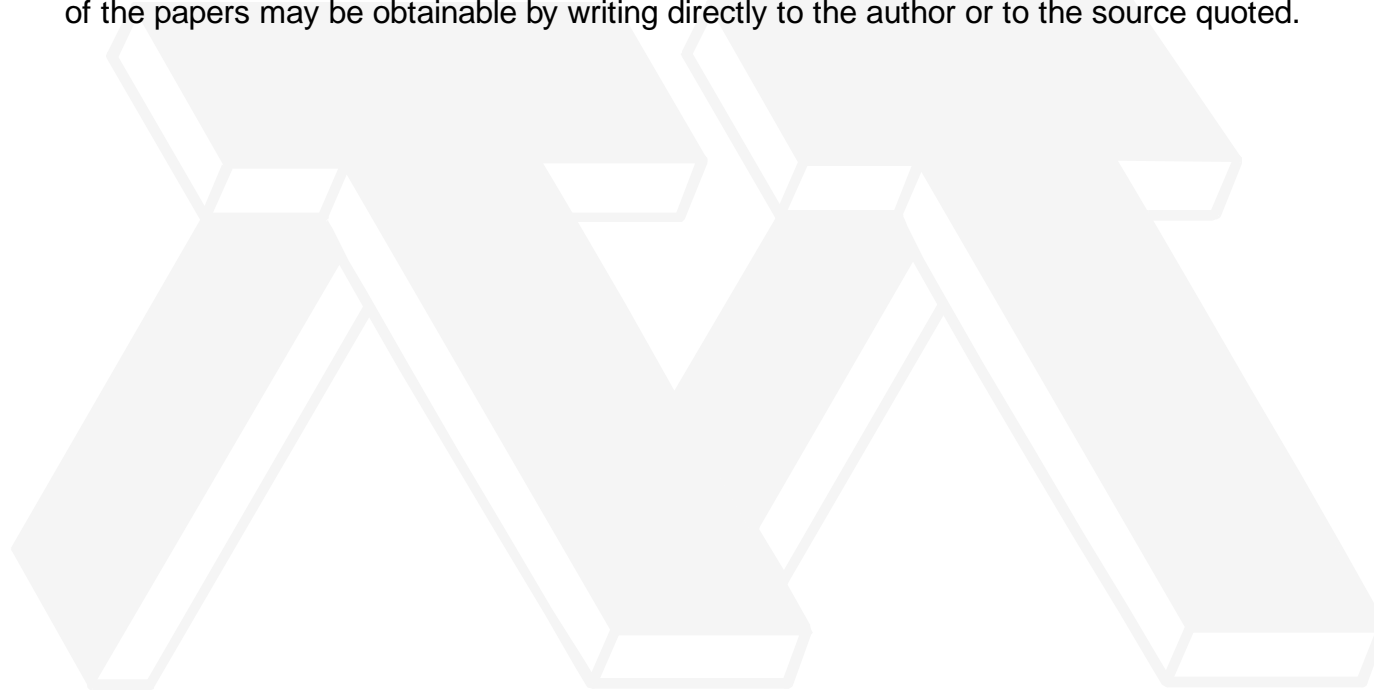 of the papers may be obtainable by writing directly to the author or to the source quoted.